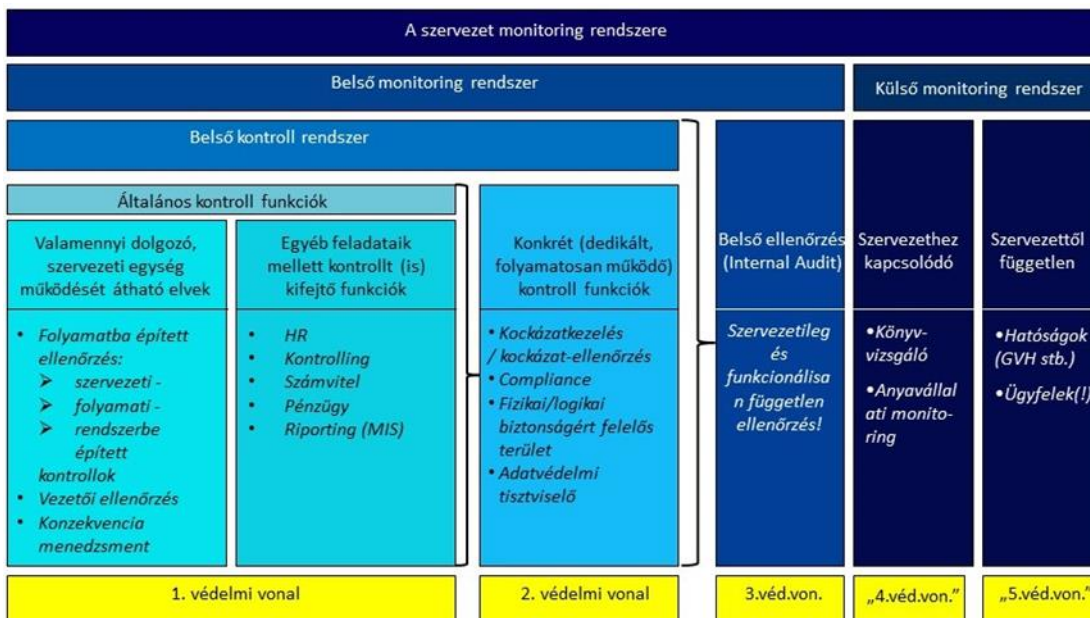 A szervezet monitoring rendszere
Belső monitoring rendszer
Külső monitoring rendszer
Belső kontroll rendszer
Általános kontroll funkciók
Valamennyi dolgozó,
szervezeti egység
működését átható elvek
• Folyamatba épített
ellenőrzés:
➢ szervezeti -
➢ folyamati -
➢ rendszerbe
épített
kontrollok
• Vezetői ellenőrzés
• Konzekvencia
menedzsment
Egyéb feladataik
mellett kontrollt (is)
kifejtő funkciók
• HR
• Kontrolling
• Számvitel
• Pénzügy
• Riporting (MIS)
Konkrét (dedikált,
folyamatosan működő)
kontroll funkciók
• Kockázatkezelés
/ kockázat-ellenőrzés
• Compliance
• Fizikai/logikai
biztonságért felelős
terület
• Adatvédelmi
tisztviselő
Belső ellenőrzés
(Internal Audit)
Szervezetileg
és
funkcionálisa
n független
ellenőrzés!
Szervezethez
kapcsolódó
• Könyv-
vizsgáló
• Anyavállal
ati monito-
ring
Szervezettől
független
• Hatóságok
(GVH stb.)
• Ügyfelek(!)
1. védelmi vonal
2. védelmi vonal
3.véd.von.
„4.véd.von.”
„5.véd.von.”